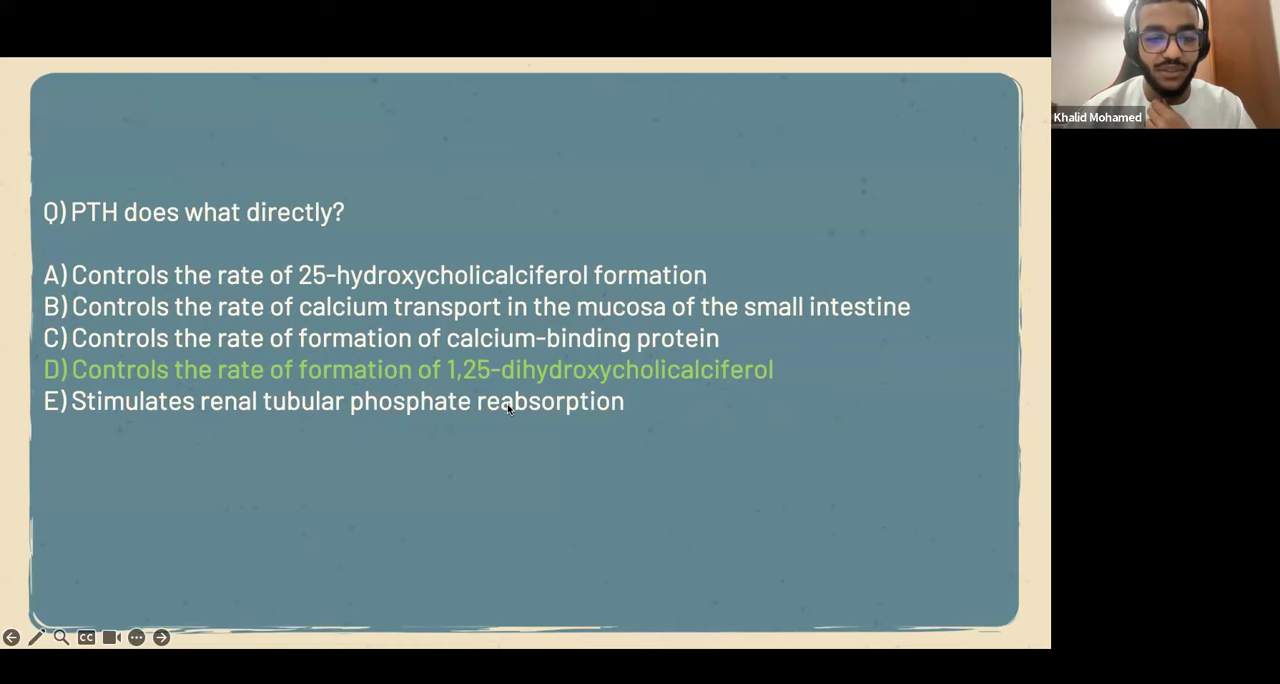 Khalid Mohamed
Q) PTH does what directly?
A) Controls the rate of 25-hydroxycholicalciferol formation
B) Controls the rate of calcium transport in the mucosa of the small intestine
C) Controls the rate of formation of calcium-binding protein
D) Controls the rate of formation of 1,25-dihydroxycholicalciferol
E) Stimulates renal tubular phosphate reabsorption
CC